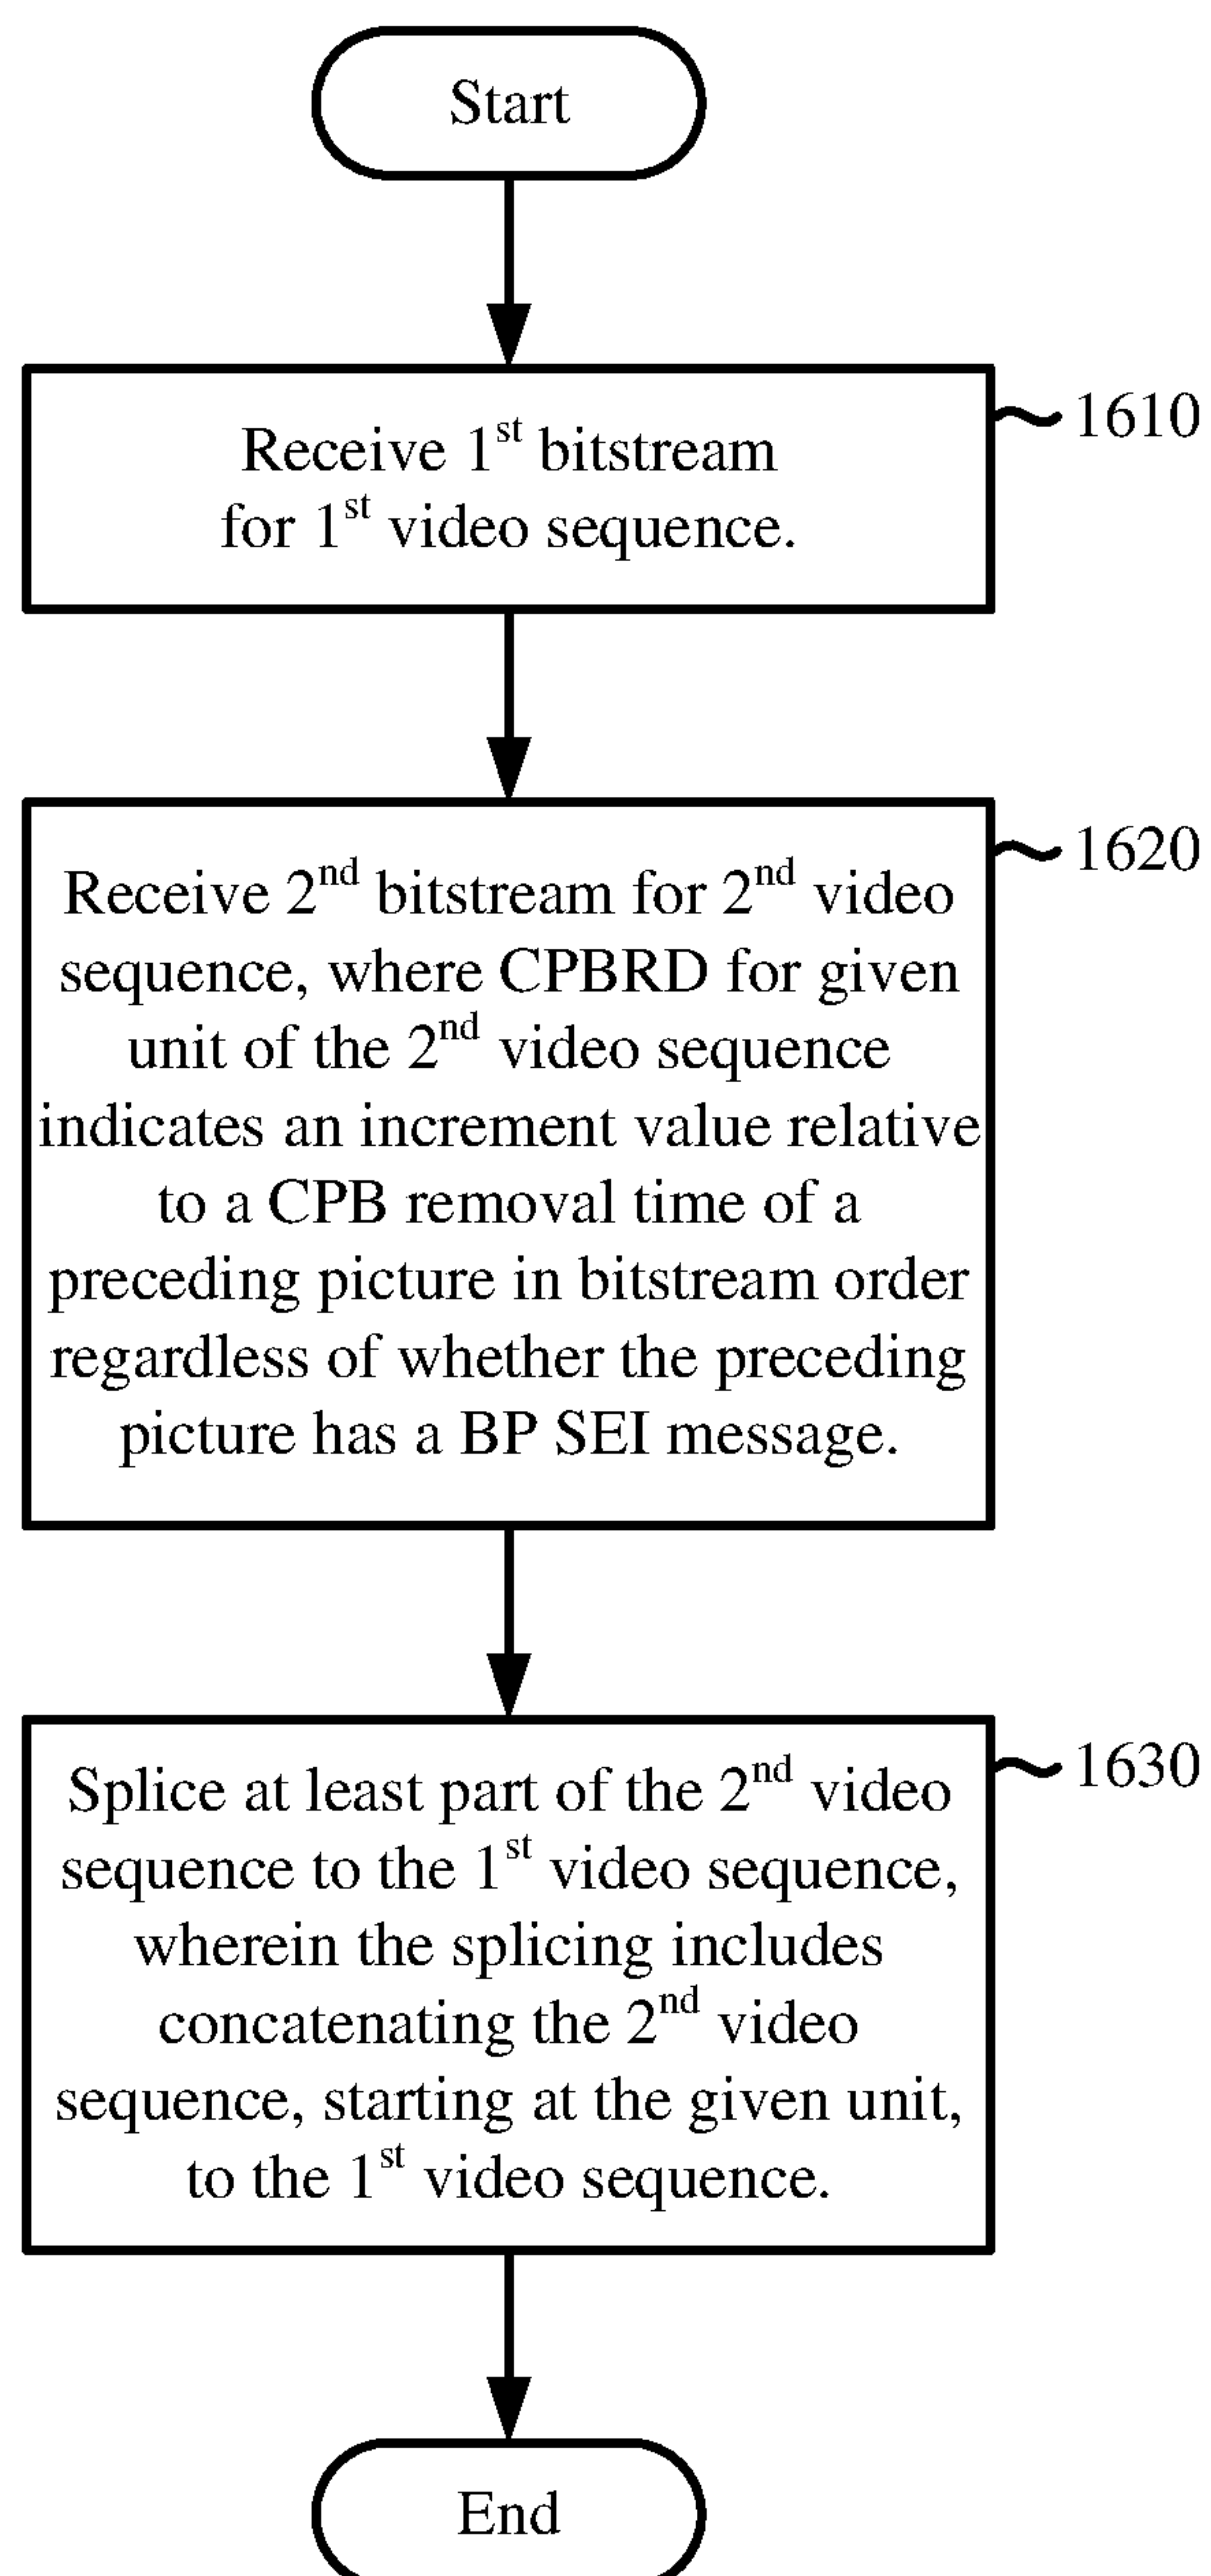 Start
Receive 1st bitstream
for 1st video sequence.
1610
Receive 2nd bitstream for 2nd video
sequence, where CPBRD for given
unit of the 2nd video sequence
indicates an increment value relative
to a CPB removal time of a
preceding picture in bitstream order
regardless of whether the preceding
picture has a BP SEI message.
1620
Splice at least part of the 2nd video
sequence to the 1st video sequence,
wherein the splicing includes
concatenating the 2nd video
sequence, starting at the given unit,
to the 1st video sequence.
1630
End